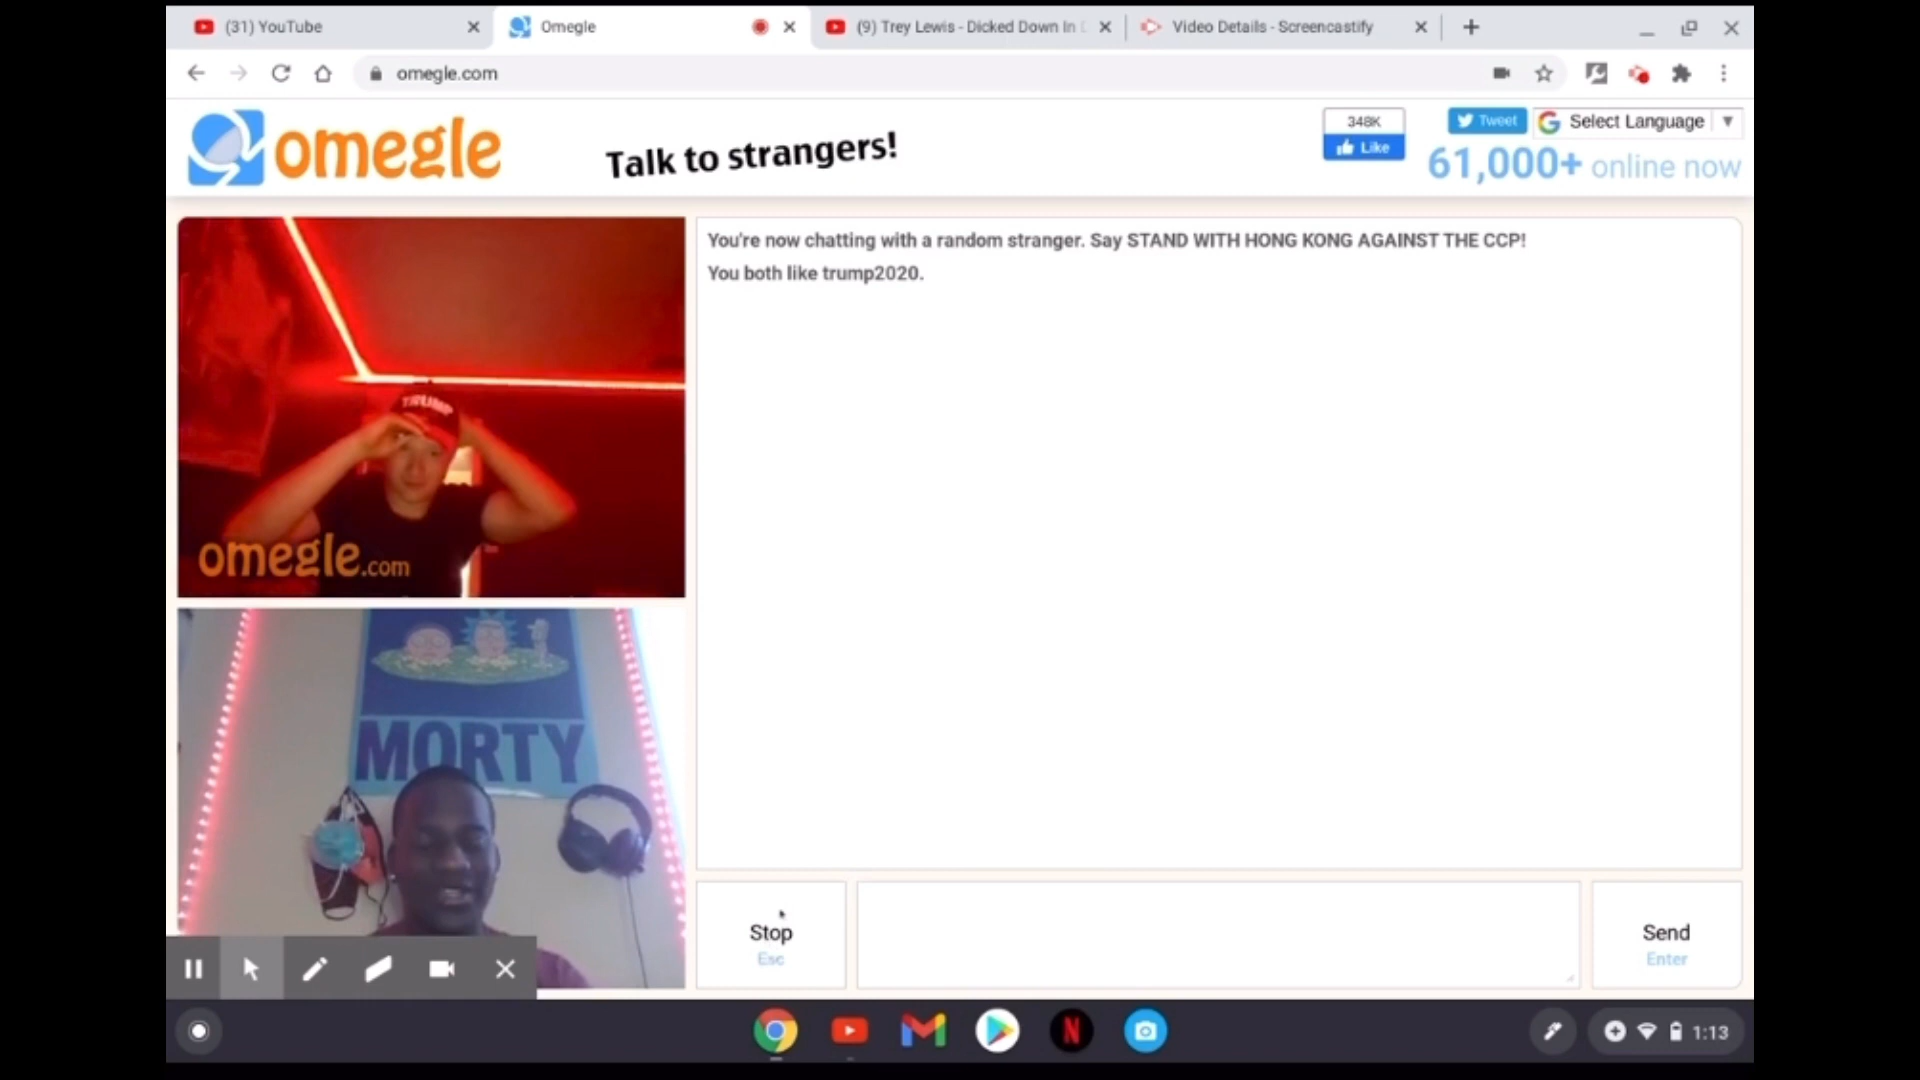 (31) YouTube
Omegle
(9) Trey Lewis - Dicked Down In
Video Details - Screencastify
omegle.com
omegle
Talk to strangers!
348K
Like
Tweet
Select Language
61,000+ online now
You're now chatting with a random stranger. Say STAND WITH HONG KONG AGAINST THE CCP!
You both like trump2020.
TRUMP
omegle.com
MORTY
Stop
Esc
Send
Enter
1:13